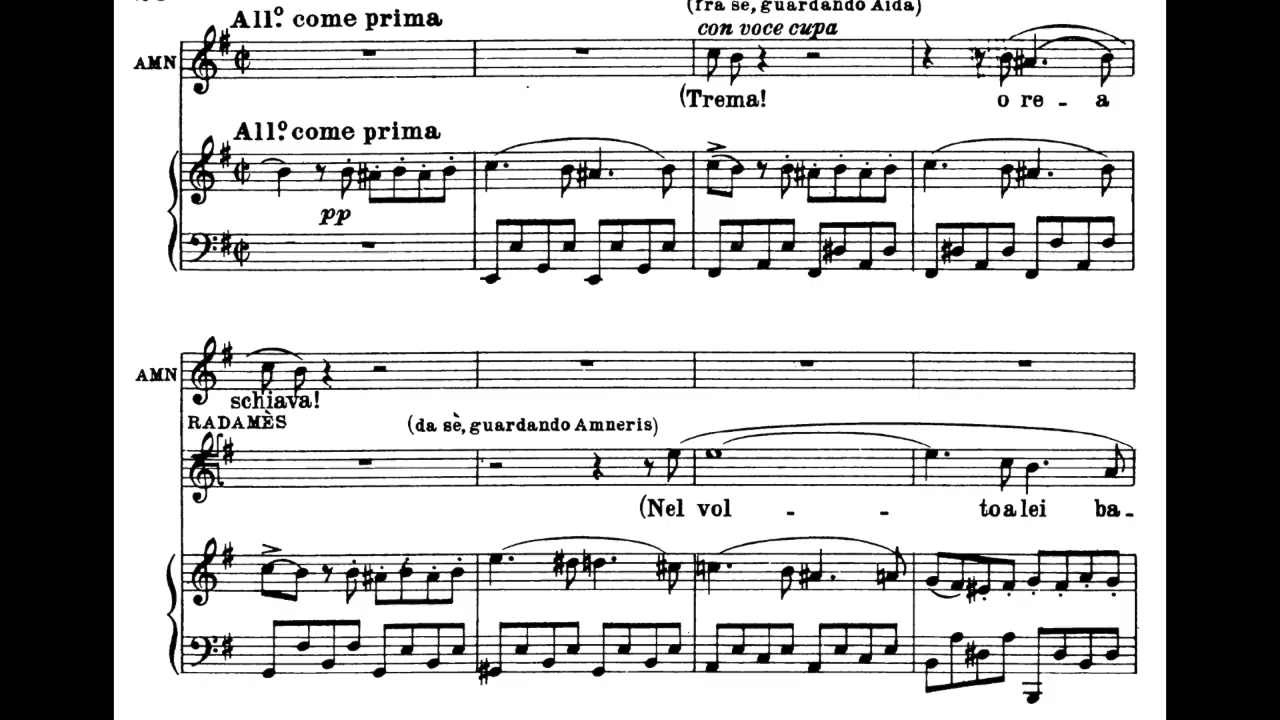 (fra sè, guardando Aida)
All.º come prima
con voce cupa
AMN
(Trema! o re - a
All.º come prima
pp
AMN
schiava!
RADAMÈS
(da sè, guardando Amneris)
(Nel vol - - to a lei ba-